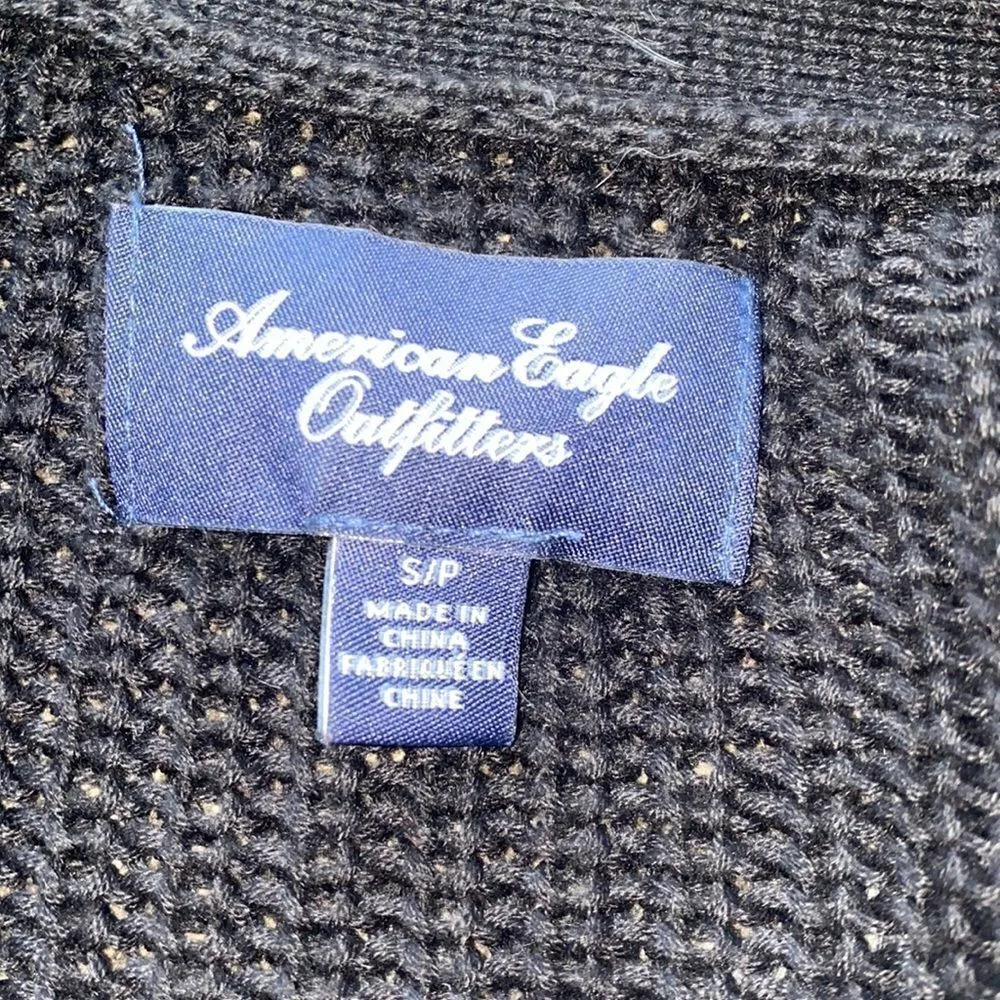 American Eagle
Outfitters
S/P
MADE IN
CHINA
FABRIQUÉ EN
CHINE